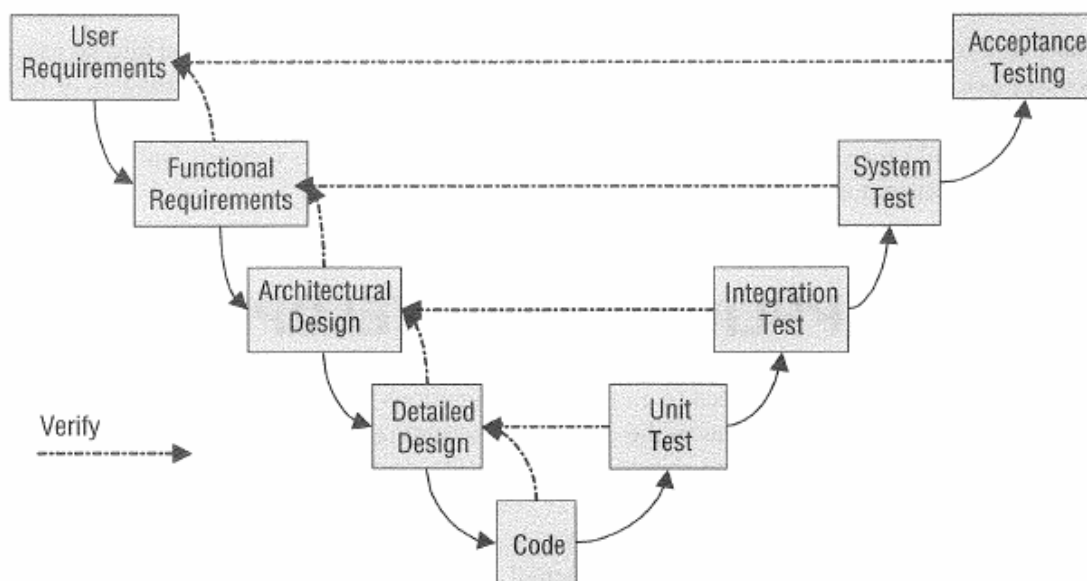 User
Requirements
Acceptance
Testing
Functional
Requirements
System
Test
Architectural
Design
Integration
Test
Verify
Detailed
Design
Unit
Test
Code